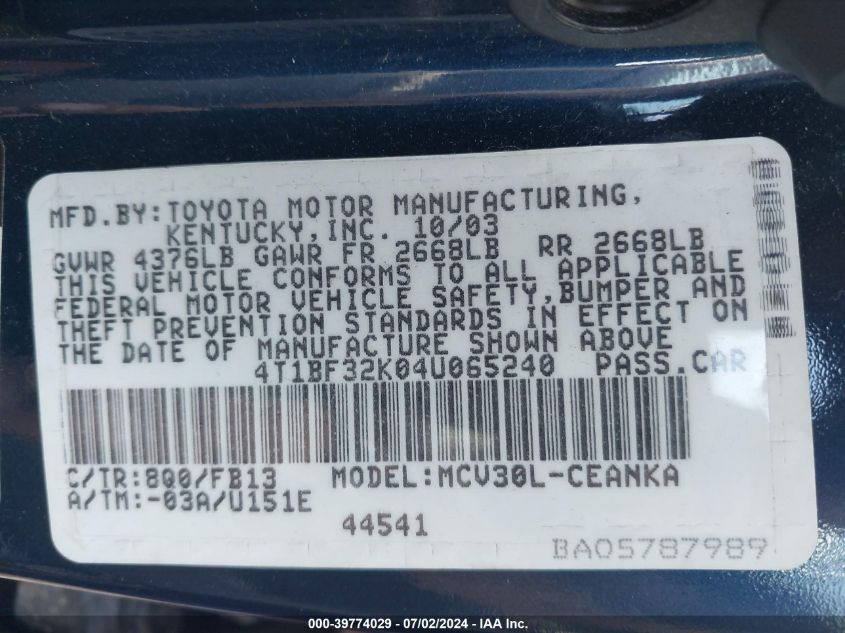 MFD.BY:TOYOTA MOTOR MANUFACTURING,
KENTUCKY,INC. 10/03
GVWR 4376LB GAWR FR 2668LB RR 2668LB
THIS VEHICLE CONFORMS TO ALL APPLICABLE
FEDERAL MOTOR VEHICLE SAFETY,BUMPER AND
THEFT PREVENTION STANDARDS IN EFFECT ON
THE DATE OF MANUFACTURE SHOWN ABOVE
4T1BF32K04U065240 PASS.CAR
C/TR:8Q0/FB13 MODEL:MCV30L-CEANKA
A/TM:-03A/U151E
44541
BA05787989
000-39774029 - 07/02/2024 - IAA Inc.